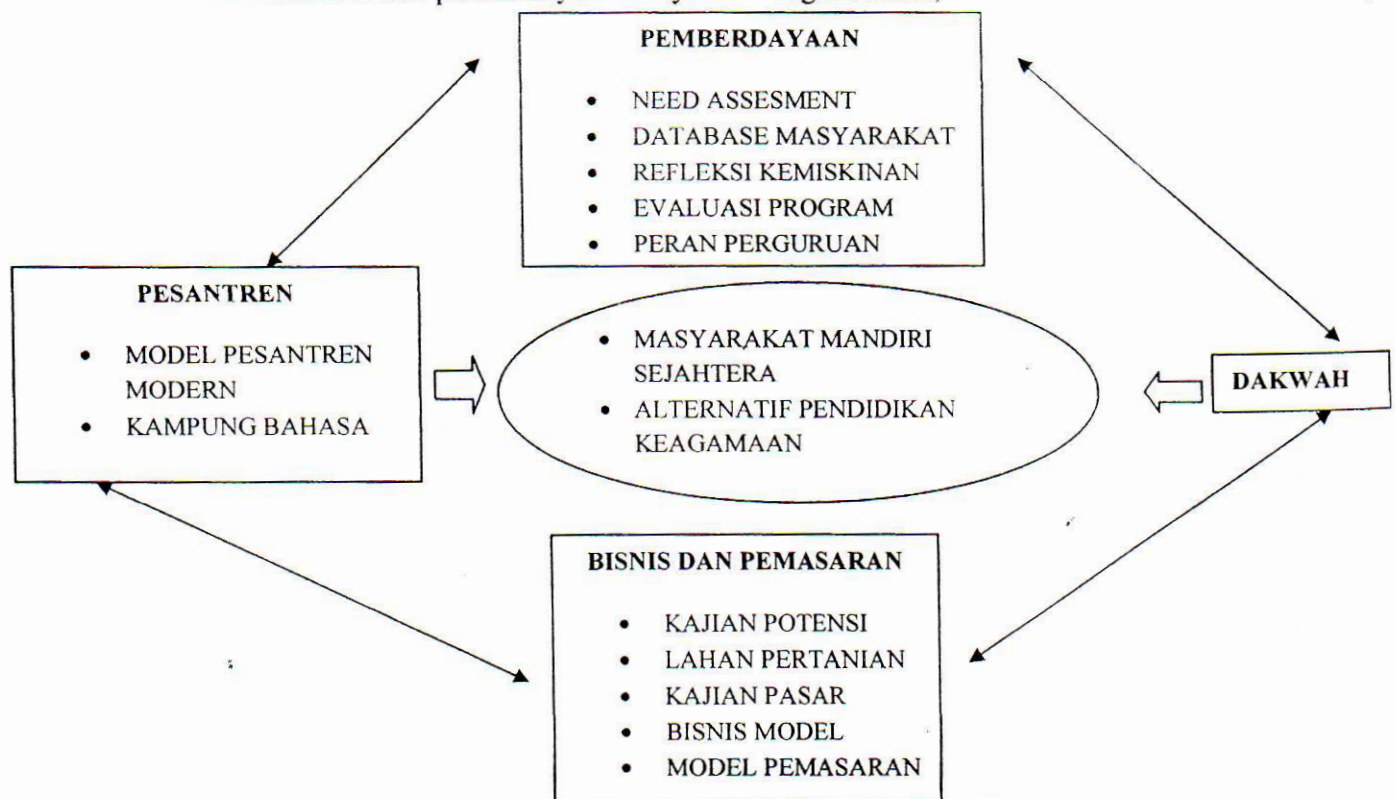 PEMBERDAYAAN
• NEED ASSESMENT
• DATABASE MASYARAKAT
• REFLEKSI KEMISKINAN
• EVALUASI PROGRAM
• PERAN PERGURUAN
PESANTREN
• MODEL PESANTREN
MODERN
• KAMPUNG BAHASA
• MASYARAKAT MANDIRI
SEJAHTERA
• ALTERNATIF PENDIDIKAN
KEAGAMAAN
DAKWAH
BISNIS DAN PEMASARAN
• KAJIAN POTENSI
• LAHAN PERTANIAN
• KAJIAN PASAR
• BISNIS MODEL
• MODEL PEMASARAN